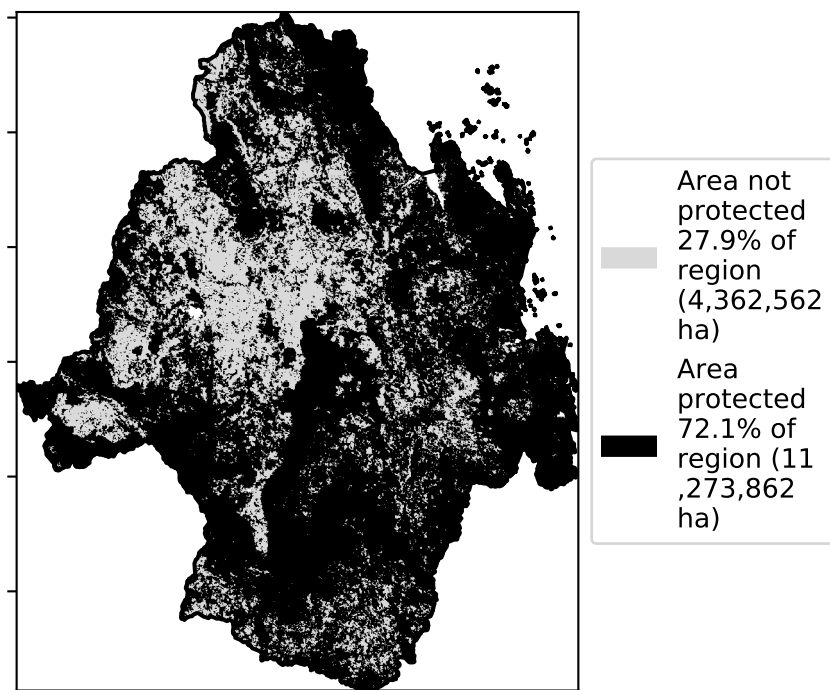 Area not
protected
27.9% of
region
(4,362,562
ha)
Area
protected
72.1% of
region (11
,273,862
ha)